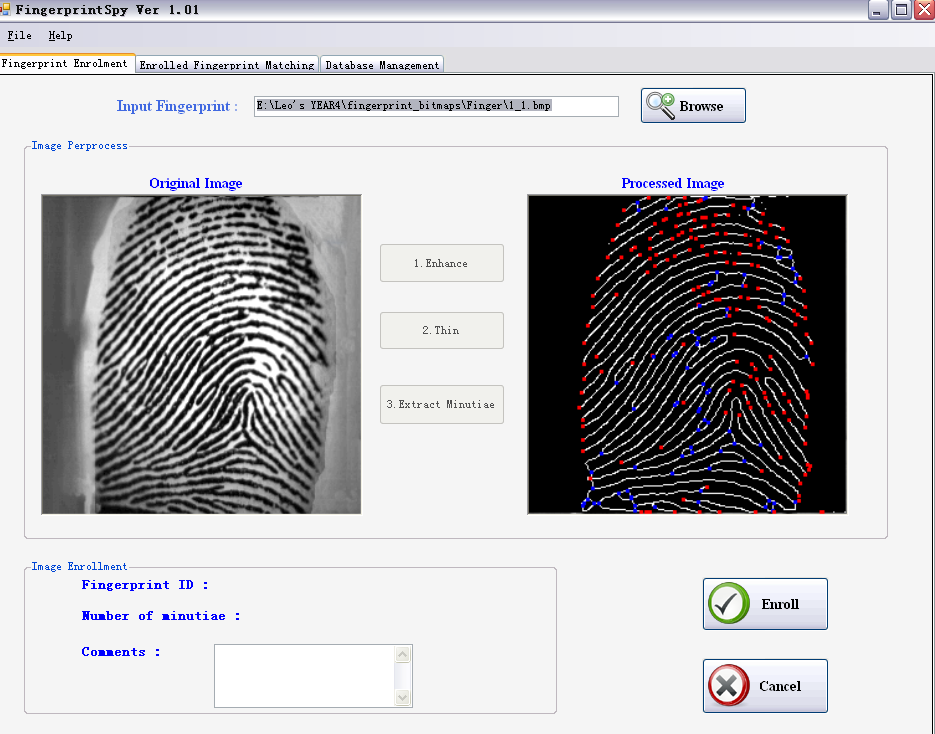 FingerprintSpy Ver 1.01
File Help
Fingerprint Enrolment Enrolled Fingerprint Matching Database Management
Input Fingerprint : E:\Leo's YEAR4\fingerprint_bitmaps\Finger\1_1.bmp Browse
Image Perprocess
Original Image Processed Image
1.Enhance
2.Thin
3.Extract Minutiae
Image Enrollment
Fingerprint ID :
Number of minutiae :
Comments :
Enroll
Cancel